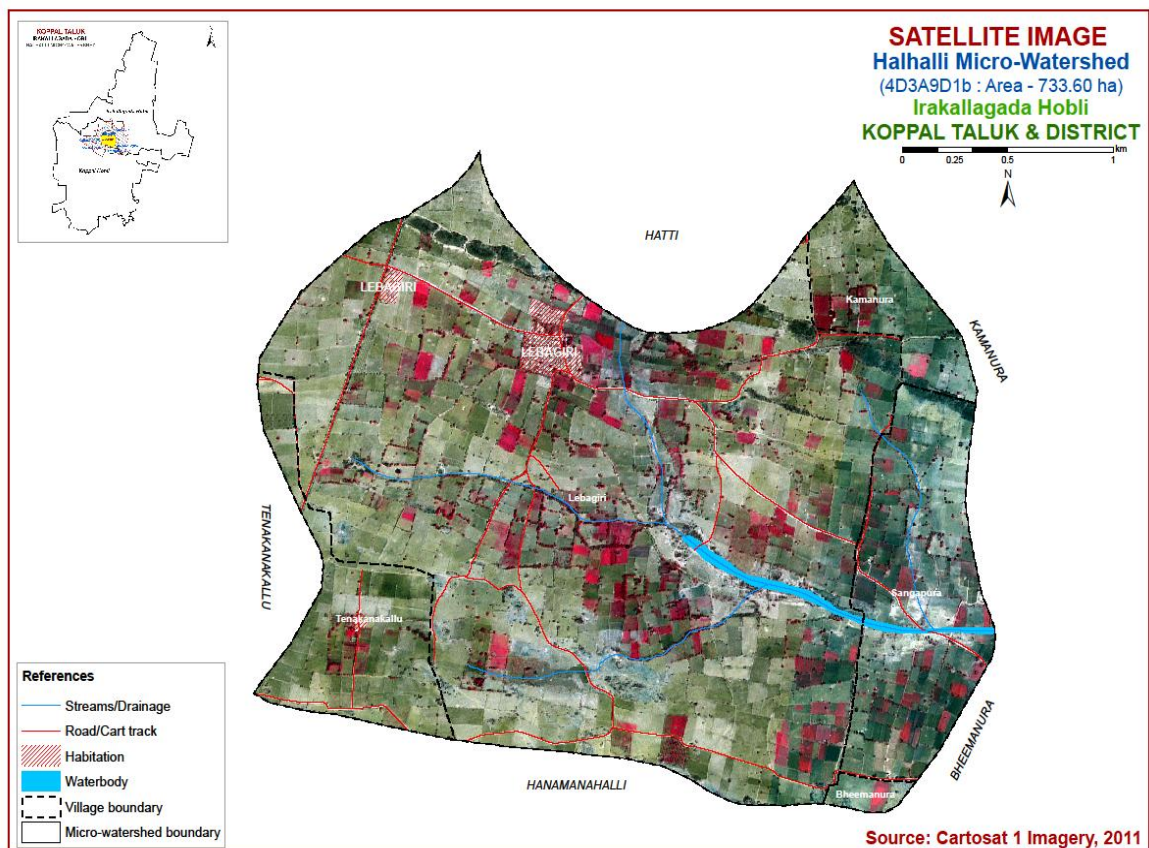 KOPPAL TALUK
SATELLITE IMAGE
Halhalli Micro-Watershed
(4D3A9D1b : Area - 733.60 ha)
Irakallagada Hobli
KOPPAL TALUK & DISTRICT
km
0 0.25 0.5 1
N
Koppal Hobli
HATTI
LEBAGIRI
Kamanura
KAMANURA
LEBAGIRI
Lebagiri
TENAKANAKALLU
Sangapura
Tenakanakallu
BHEEMANURA
HANAMANAHALLI
Bheemanura
References
Streams/Drainage
Road/Cart track
Habitation
Waterbody
Village boundary
Micro-watershed boundary
Source: Cartosat 1 Imagery, 2011